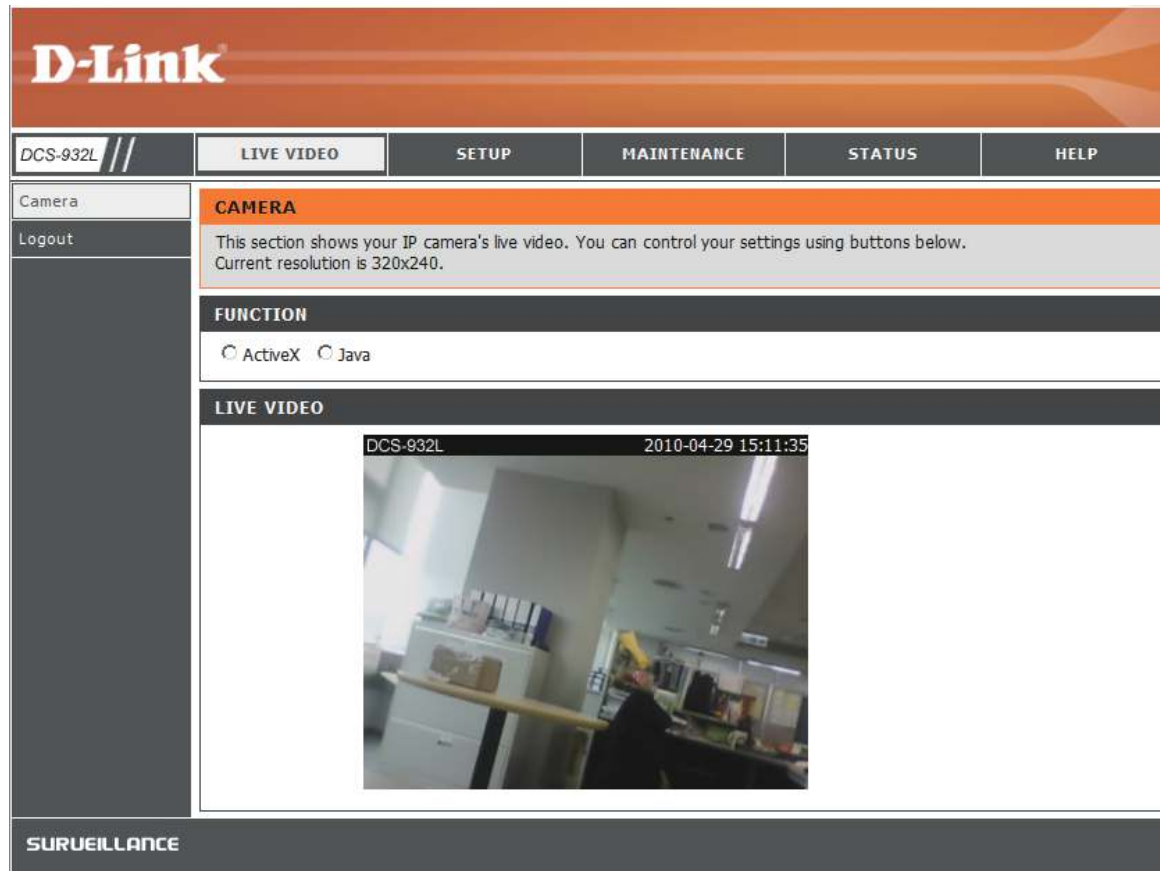 D-Link
DCS-932L
LIVE VIDEO
SETUP
MAINTENANCE
STATUS
HELP
Camera
Logout
CAMERA
This section shows your IP camera's live video. You can control your settings using buttons below.
Current resolution is 320x240.
FUNCTION
ActiveX
Java
LIVE VIDEO
DCS-932L
2010-04-29 15:11:35
SURVEILLANCE